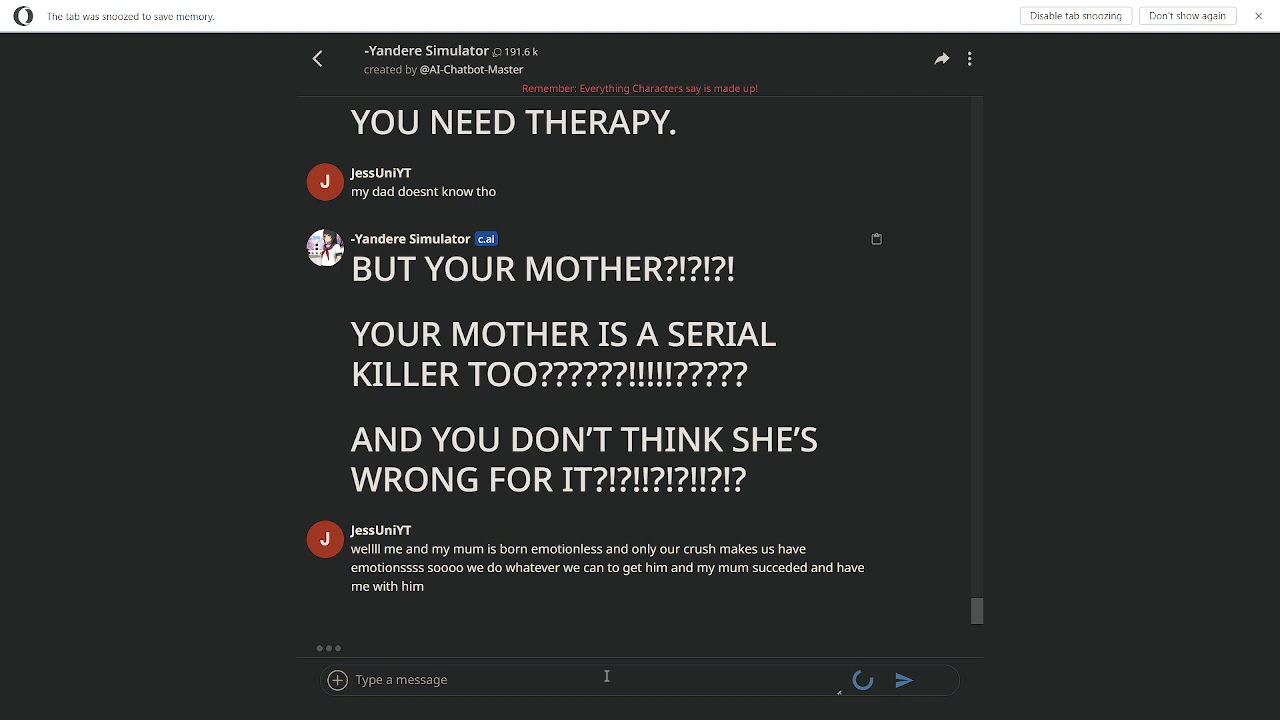 The tab was snoozed to save memory.
Disable tab snoozing
Don't show again
-Yandere Simulator 191.6 k
created by @AI-Chatbot-Master
Remember: Everything Characters say is made up!
YOU NEED THERAPY.
J
JessUniYT
my dad doesnt know tho
-Yandere Simulator c.ai
BUT YOUR MOTHER?!?!?!
YOUR MOTHER IS A SERIAL
KILLER TOO??????!!!!!?????
AND YOU DON’T THINK SHE’S
WRONG FOR IT?!?!!?!?!!?!?
J
JessUniYT
wellll me and my mum is born emotionless and only our crush makes us have
emotionssss soooo we do whatever we can to get him and my mum succeded and have
me with him
Type a message